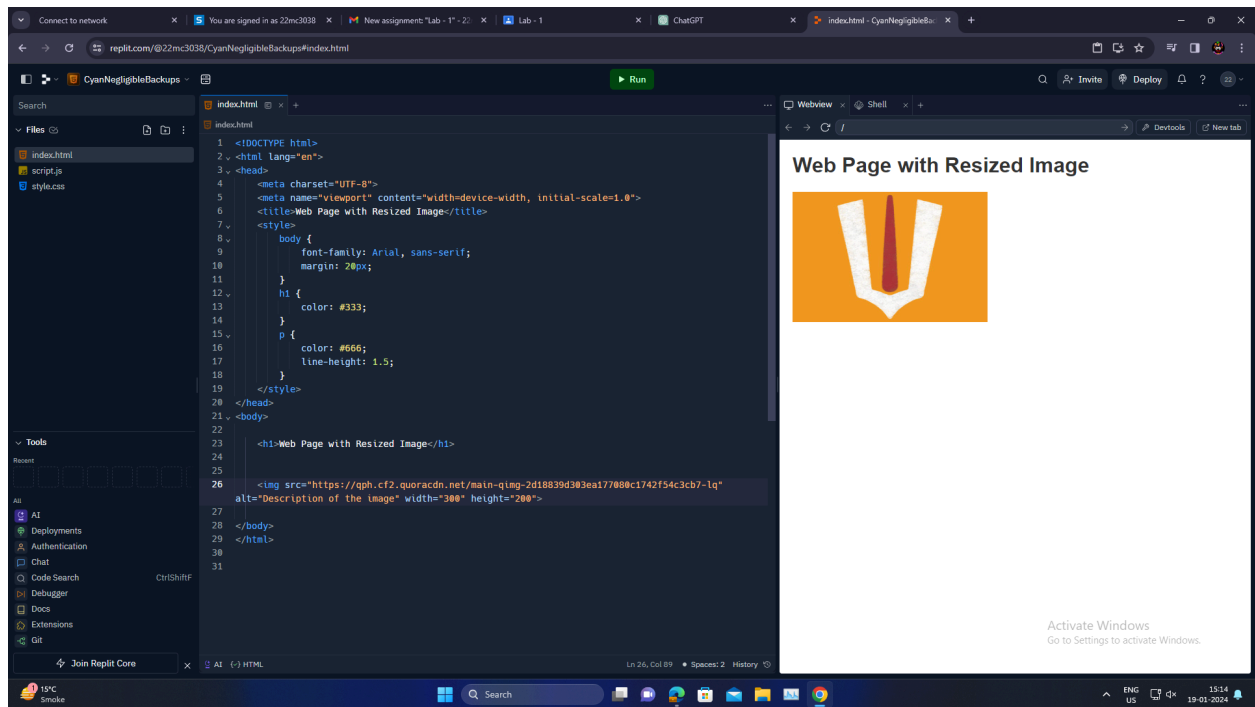 Connect to network
You are signed in as 22mc3038
New assignment: "Lab - 1" - 22
Lab - 1
ChatGPT
index.html - CyanNegligibleBac
replit.com/@22mc3038/CyanNegligibleBackups#index.html
CyanNegligibleBackups
Run
Invite
Deploy
?
22
Search
index.html
Webview
Shell
Files
index.html
/
Devtools
New tab
index.html
script.js
style.css
1 <!DOCTYPE html>
2 <html lang="en">
3 <head>
4 <meta charset="UTF-8">
5 <meta name="viewport" content="width=device-width, initial-scale=1.0">
6 <title>Web Page with Resized Image</title>
7 <style>
8 body {
9 font-family: Arial, sans-serif;
10 margin: 20px;
11 }
12 h1 {
13 color: #333;
14 }
15 p {
16 color: #666;
17 line-height: 1.5;
18 }
19 </style>
20 </head>
21 <body>
22
23 <h1>Web Page with Resized Image</h1>
24
25
26 <img src="https://qph.cf2.quoracdn.net/main-qimg-2d18839d303ea177080c1742f54c3cb7-lq"
alt="Description of the image" width="300" height="200">
27
28 </body>
29 </html>
30
31
Web Page with Resized Image
Tools
Recent
All
AI
Deployments
Authentication
Chat
Code Search CtrlShiftF
Debugger
Docs
Extensions
Git
Join Replit Core
AI {-} HTML
Ln 26, Col 89 • Spaces: 2 History
Activate Windows
Go to Settings to activate Windows.
1
15°C
Smoke
Search
ENG
US
15:14
19-01-2024